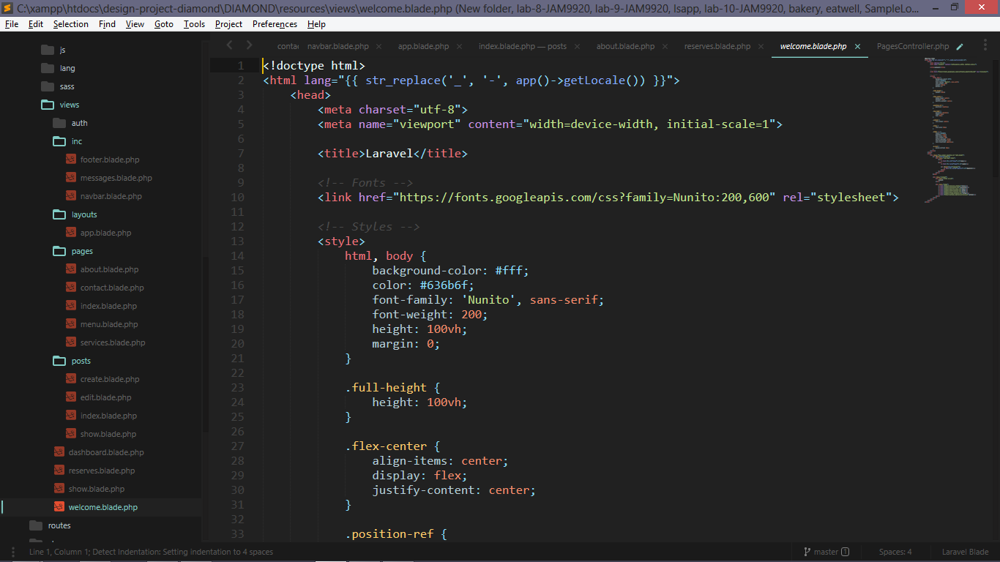 C:\xampp\htdocs\design-project-diamond\DIAMOND\resources\views\welcome.blade.php (New folder, lab-8-JAM9920, lab-9-JAM9920, lsapp, lab-10-JAM9920, bakery, eatwell, SampleLo...
File Edit Selection Find View Goto Tools Project Preferences Help
js
lang
sass
views
auth
inc
footer.blade.php
messages.blade.php
navbar.blade.php
layouts
app.blade.php
pages
about.blade.php
contact.blade.php
index.blade.php
menu.blade.php
services.blade.php
posts
create.blade.php
edit.blade.php
index.blade.php
show.blade.php
dashboard.blade.php
reserves.blade.php
show.blade.php
welcome.blade.php
routes
contac navbar.blade.php app.blade.php index.blade.php — posts about.blade.php reserves.blade.php welcome.blade.php PagesController.php
1 <!doctype html>
2 <html lang="{{ str_replace('_', '-', app()->getLocale()) }}">
3 <head>
4 <meta charset="utf-8">
5 <meta name="viewport" content="width=device-width, initial-scale=1">
6
7 <title>Laravel</title>
8
9 <!-- Fonts -->
10 <link href="https://fonts.googleapis.com/css?family=Nunito:200,600" rel="stylesheet">
11
12 <!-- Styles -->
13 <style>
14 html, body {
15 background-color: #fff;
16 color: #636b6f;
17 font-family: 'Nunito', sans-serif;
18 font-weight: 200;
19 height: 100vh;
20 margin: 0;
21 }
22
23 .full-height {
24 height: 100vh;
25 }
26
27 .flex-center {
28 align-items: center;
29 display: flex;
30 justify-content: center;
31 }
32
33 .position-ref {
Line 1, Column 1; Detect Indentation: Setting indentation to 4 spaces master 1 Spaces: 4 Laravel Blade